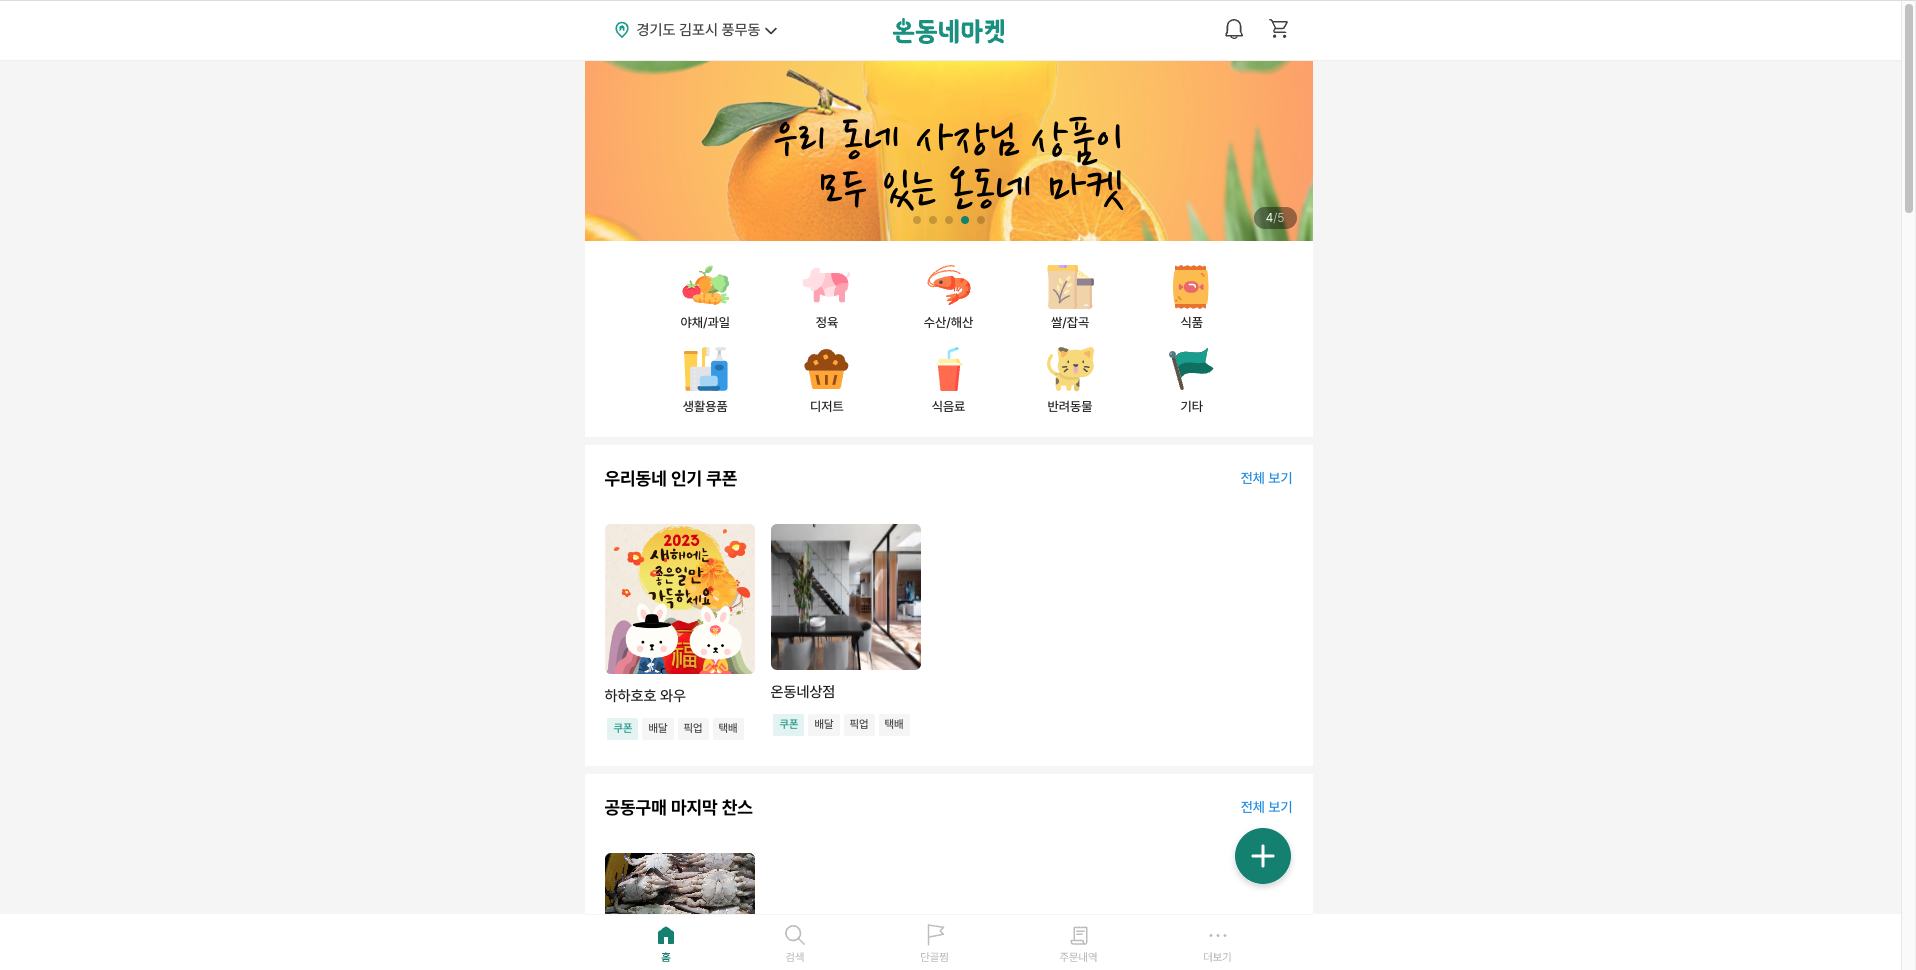 경기도 김포시 풍무동
온동네마켓
우리 동네 사장님 상품이
모두 있는 온동네 마켓
4/5
야채/과일
정육
수산/해산
쌀/잡곡
식품
생활용품
디저트
식음료
반려동물
기타
우리동네 인기 쿠폰
전체 보기
2023
새해에는
좋은일만
가득하세요
福
하하호호 와우
쿠폰 배달 픽업 택배
온동네상점
쿠폰 배달 픽업 택배
공동구매 마지막 찬스
전체 보기
홈
검색
단골찜
주문내역
더보기